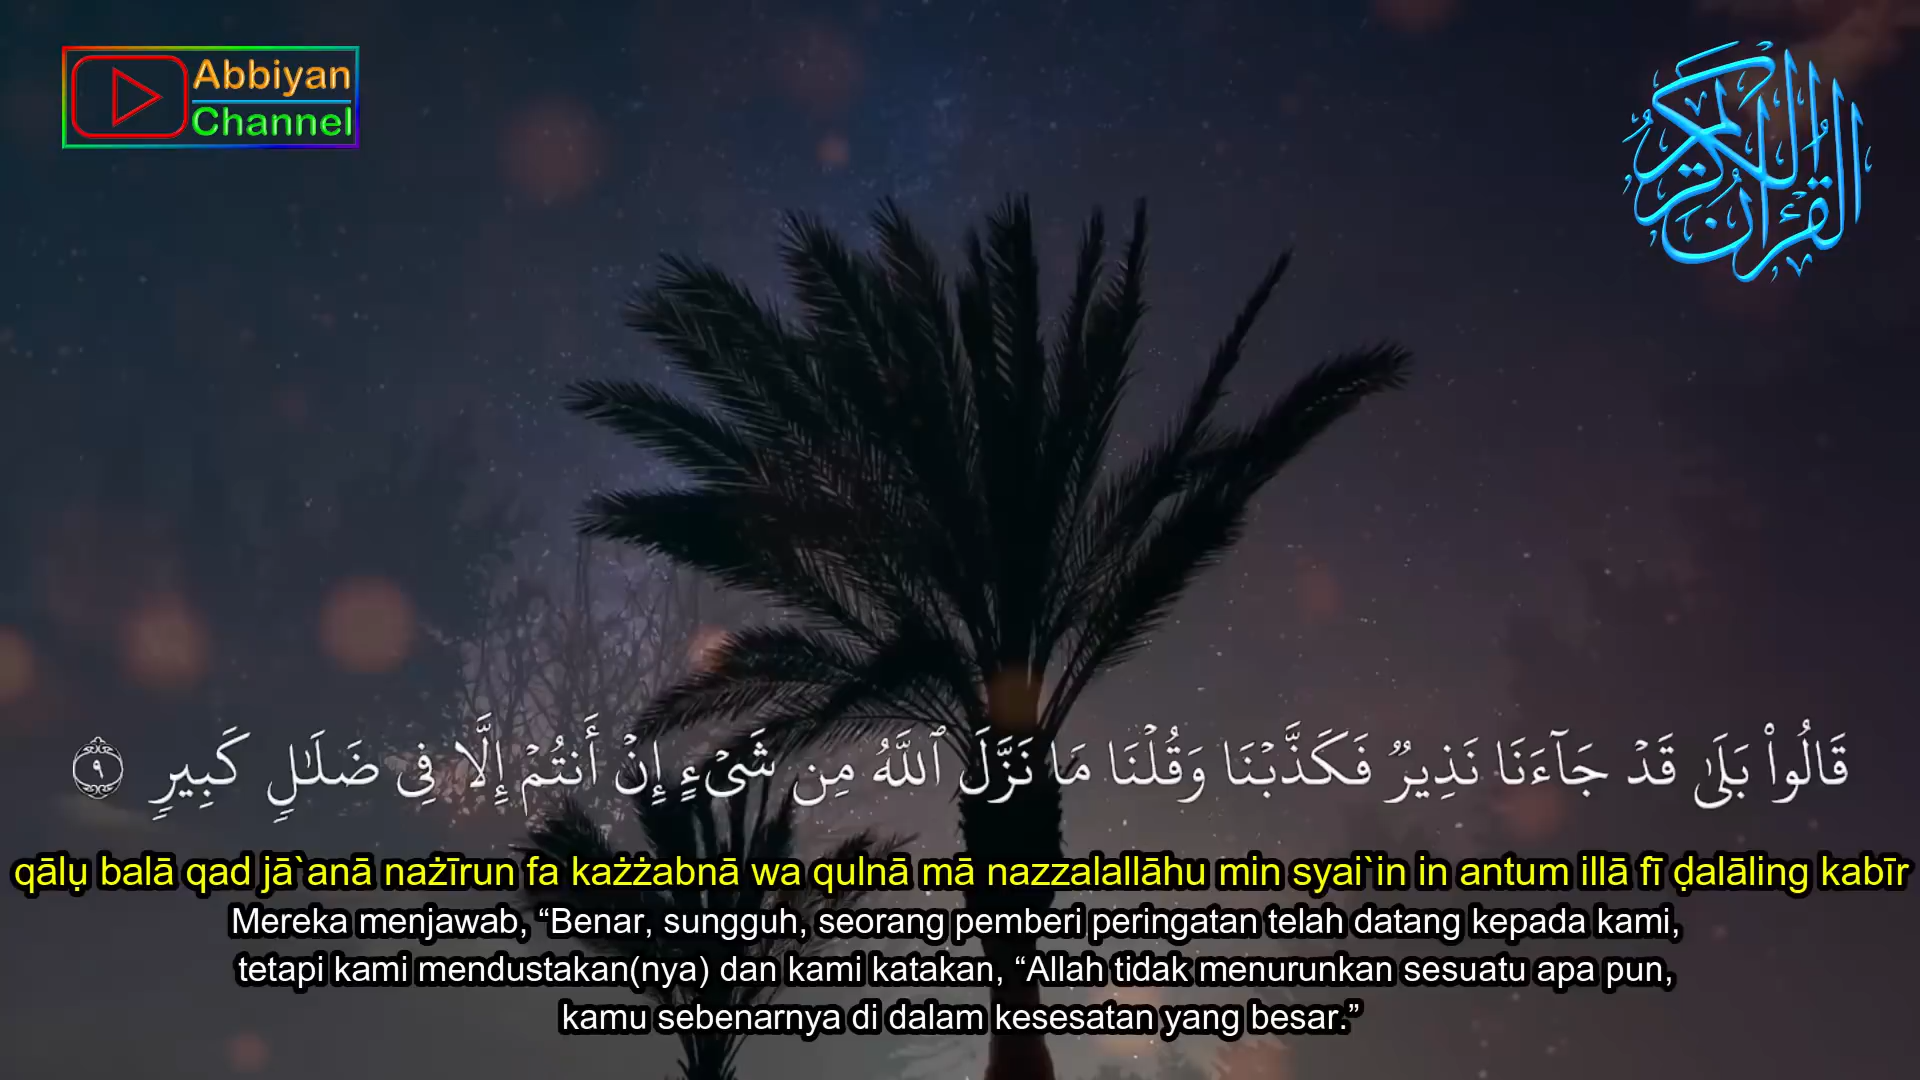 Abbiyan
Channel
القرآن الكريم
قَالُوا۟ بَلَىٰ قَدْ جَآءَنَا نَذِيرٌ فَكَذَّبْنَا وَقُلْنَا مَا نَزَّلَ ٱللَّهُ مِن شَىْءٍ إِنْ أَنتُمْ إِلَّا فِى ضَلَـٰلٍ كَبِيرٍ ٩
qālụ balā qad jā`anā nażīrun fa każżabnā wa qulnā mā nazzalallāhu min syai`in in antum illā fī ḍalāling kabīr
Mereka menjawab, “Benar, sungguh, seorang pemberi peringatan telah datang kepada kami,
tetapi kami mendustakan(nya) dan kami katakan, “Allah tidak menurunkan sesuatu apa pun,
kamu sebenarnya di dalam kesesatan yang besar.”